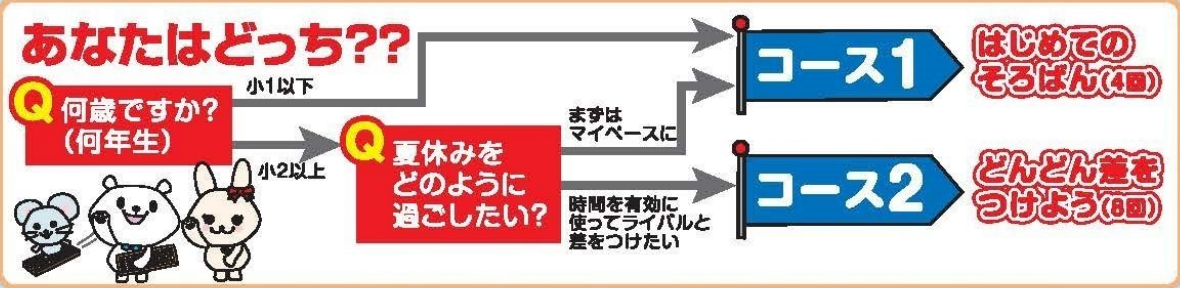 あなたはどっち??
Q 何歳ですか?
(何年生)
小1以下
小2以上
Q 夏休みを
どのように
過ごしたい?
まずは
マイペースに
時間を有効に
使ってライバルと
差をつけたい
コース1
はじめての
そろばん(4回)
コース2
どんどん差を
つけよう(8回)